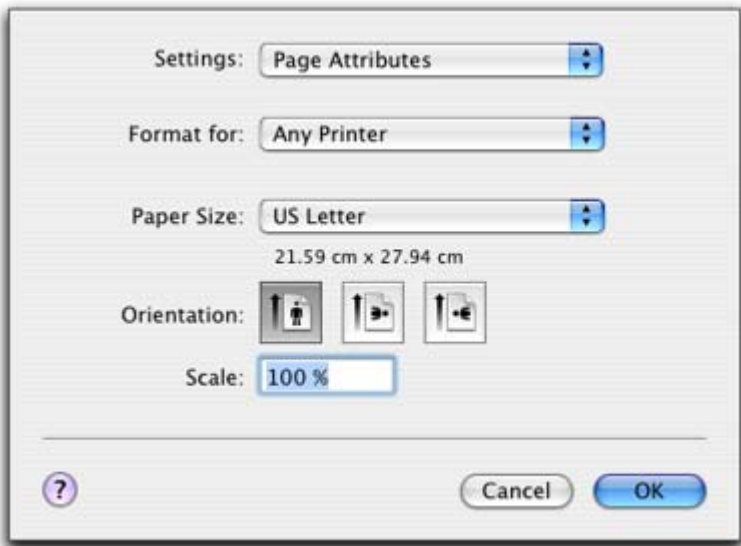 Settings: Page Attributes
Format for: Any Printer
Paper Size: US Letter
21.59 cm x 27.94 cm
Orientation:
Scale: 100 %
? Cancel OK